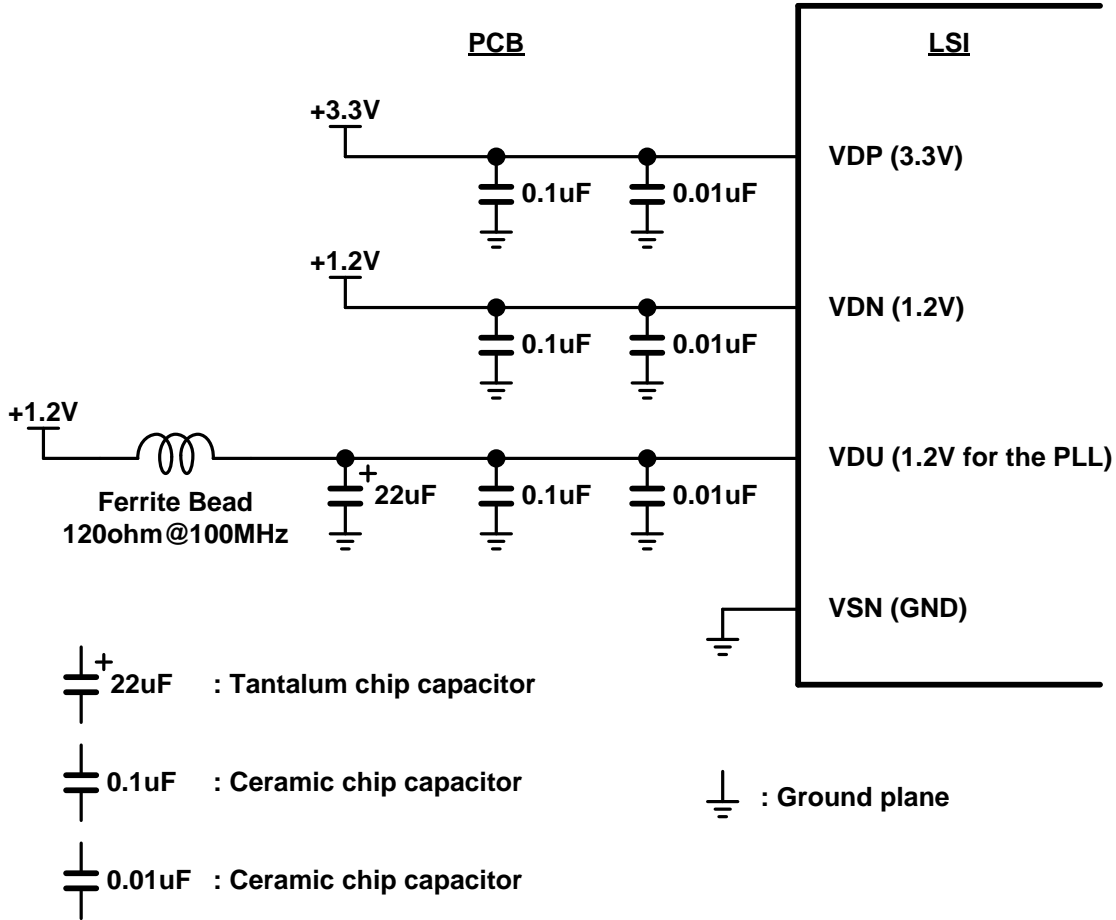 PCB
LSI
+3.3V
VDP (3.3V)
0.1uF
0.01uF
+1.2V
VDN (1.2V)
0.1uF
0.01uF
+1.2V
VDU (1.2V for the PLL)
+
22uF
0.1uF
0.01uF
Ferrite Bead
120ohm@100MHz
VSN (GND)
+
22uF : Tantalum chip capacitor
0.1uF : Ceramic chip capacitor
: Ground plane
0.01uF : Ceramic chip capacitor